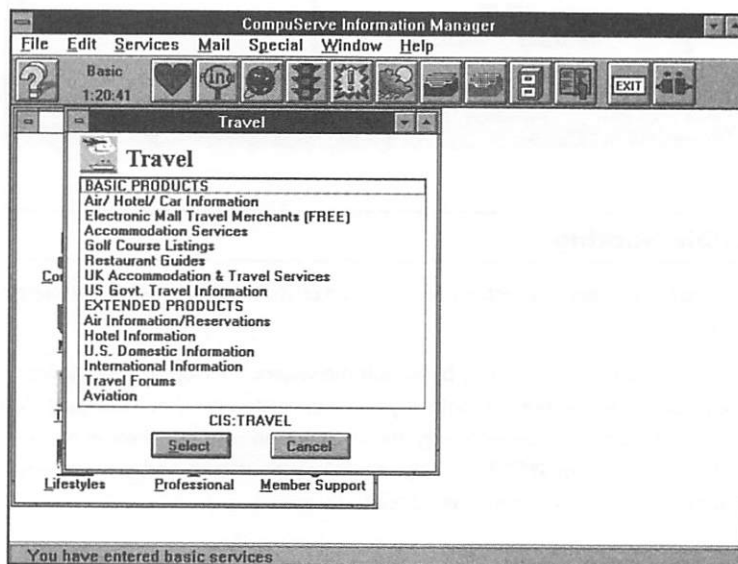 CompuServe Information Manager
File Edit Services Mail Special Window Help
Basic
1:20:41
EXIT
Travel
Travel
BASIC PRODUCTS
Air/ Hotel/ Car Information
Electronic Mall Travel Merchants (FREE)
Accommodation Services
Golf Course Listings
Restaurant Guides
UK Accommodation & Travel Services
US Govt. Travel Information
EXTENDED PRODUCTS
Air Information/Reservations
Hotel Information
U.S. Domestic Information
International Information
Travel Forums
Aviation
CIS:TRAVEL
Select Cancel
Lifestyles Professional Member Support
You have entered basic services